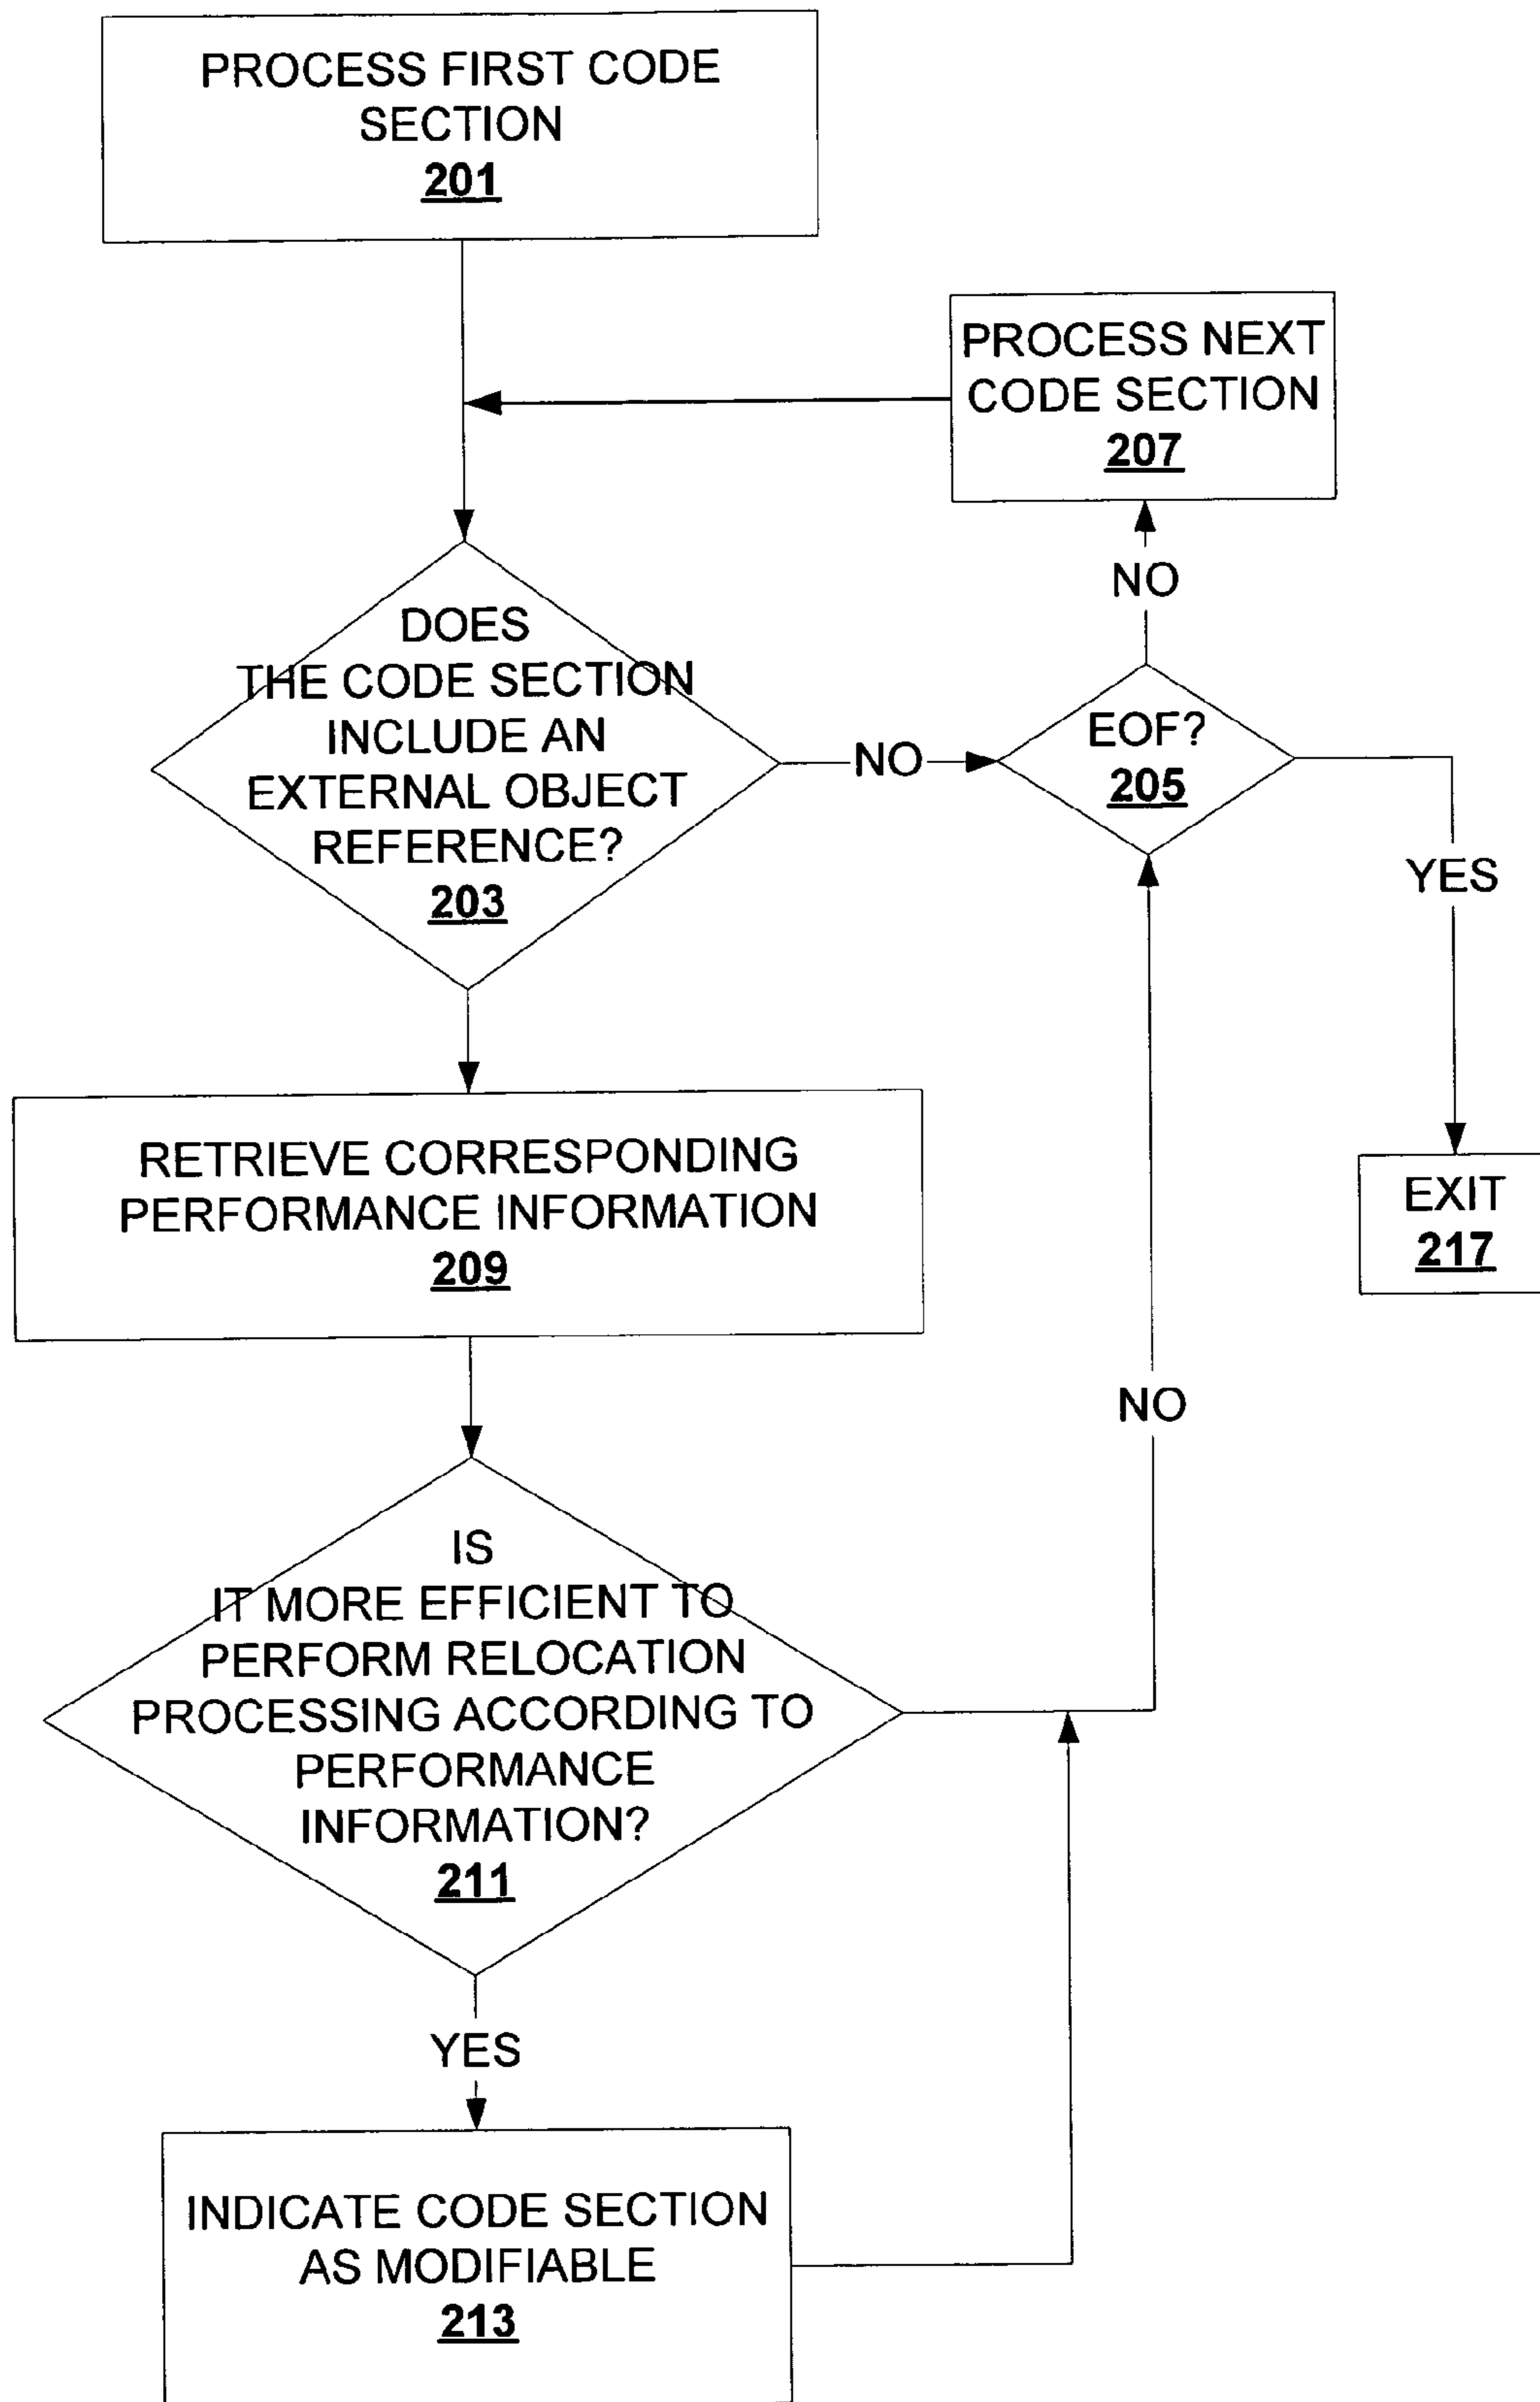 PROCESS FIRST CODE
SECTION
201
PROCESS NEXT
CODE SECTION
207
NO
DOES
THE CODE SECTION
INCLUDE AN
EXTERNAL OBJECT
REFERENCE?
203
NO
EOF?
205
YES
RETRIEVE CORRESPONDING
PERFORMANCE INFORMATION
209
EXIT
217
NO
IS
IT MORE EFFICIENT TO
PERFORM RELOCATION
PROCESSING ACCORDING TO
PERFORMANCE
INFORMATION?
211
YES
INDICATE CODE SECTION
AS MODIFIABLE
213